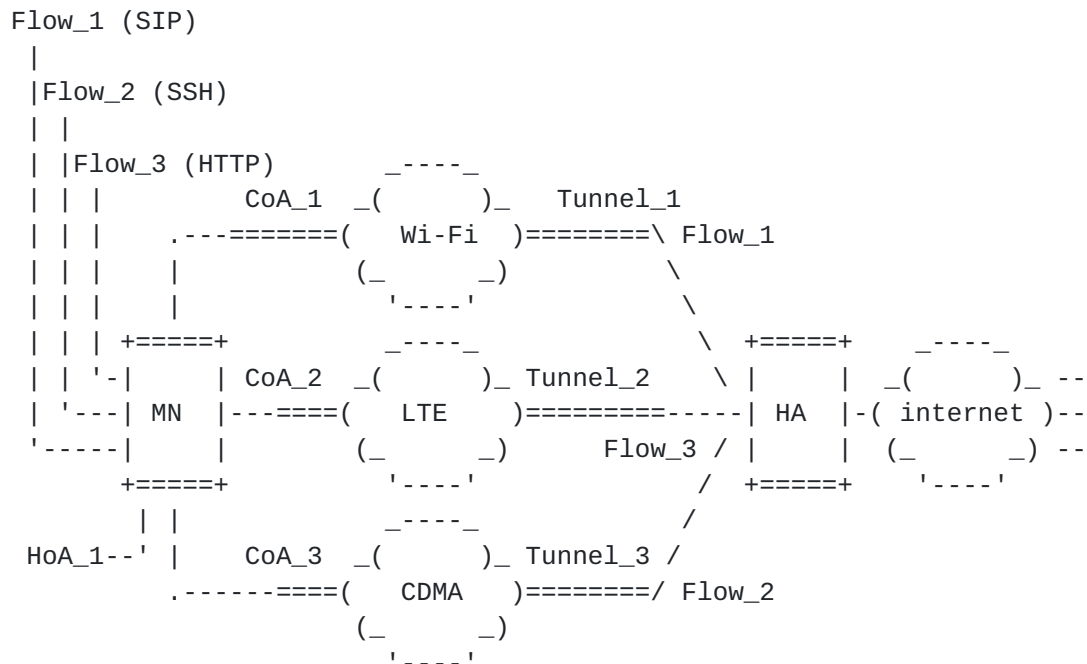 Flow_1 (SIP)
 |
 |Flow_2 (SSH)
 | |
 | |Flow_3 (HTTP)       _----_
 | | |         CoA_1  _(      )_   Tunnel_1
 | | |    .---=======(   Wi-Fi  )========\ Flow_1
 | | |    |           (_      _)          \
 | | |    |             '----'             \
 | | | +=====+          _----_              \  +=====+    _----_
 | | '-|     | CoA_2  _(      )_ Tunnel_2    \ |     |  _(      )_ --
 | '---| MN  |---====(   LTE    )=========-----| HA  |-( internet )--
 '-----|     |        (_      _)      Flow_3 / |     |  (_      _) --
       +=====+          '----'              /  +=====+    '----'
        | |             _----_             /
 HoA_1--' |    CoA_3  _(      )_ Tunnel_3 /
          .------====(   CDMA   )========/ Flow_2
                      (_      _)
                        '----'